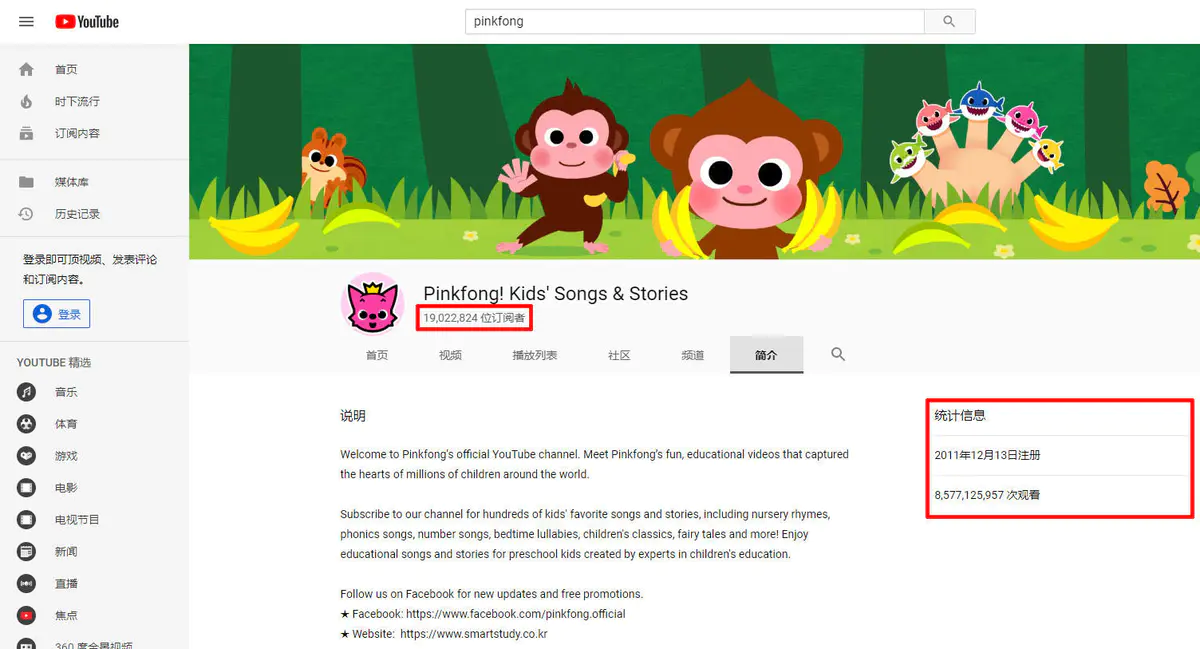 YouTube
pinkfong
首页
时下流行
订阅内容
媒体库
历史记录
登录即可顶视频、发表评论
和订阅内容。
登录
YOUTUBE 精选
音乐
体育
游戏
电影
电视节目
新闻
直播
焦点
360 度全景视频
Pinkfong! Kids' Songs & Stories
19,022,824 位订阅者
首页 视频 播放列表 社区 频道 简介
说明
Welcome to Pinkfong's official YouTube channel. Meet Pinkfong's fun, educational videos that captured
the hearts of millions of children around the world.
Subscribe to our channel for hundreds of kids' favorite songs and stories, including nursery rhymes,
phonics songs, number songs, bedtime lullabies, children's classics, fairy tales and more! Enjoy
educational songs and stories for preschool kids created by experts in children's education.
Follow us on Facebook for new updates and free promotions.
★ Facebook: https://www.facebook.com/pinkfong.official
★ Website: https://www.smartstudy.co.kr
统计信息
2011年12月13日注册
8,577,125,957 次观看